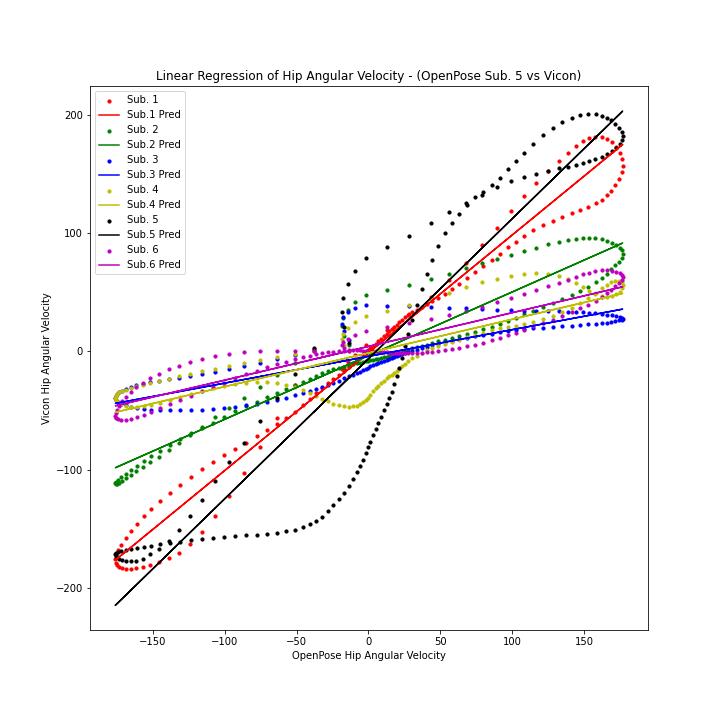 Linear Regression of Hip Angular Velocity - (OpenPose Sub. 5 vs Vicon)
Sub. 1
Sub.1 Pred
Sub. 2
Sub.2 Pred
Sub. 3
Sub.3 Pred
Sub. 4
Sub.4 Pred
Sub. 5
Sub.5 Pred
Sub. 6
Sub.6 Pred
Vicon Hip Angular Velocity
200
100
0
−100
−200
−150 −100 −50 0 50 100 150
OpenPose Hip Angular Velocity